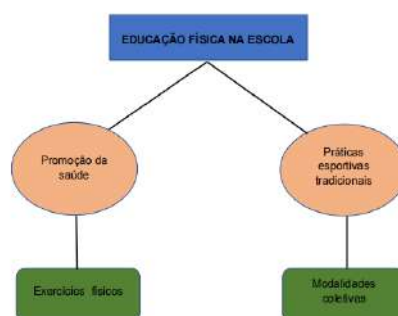 EDUCAÇÃO FÍSICA NA ESCOLA
Promoção da
saúde
Práticas
esportivas
tradicionais
Exercícios físicos
Modalidades
coletivas